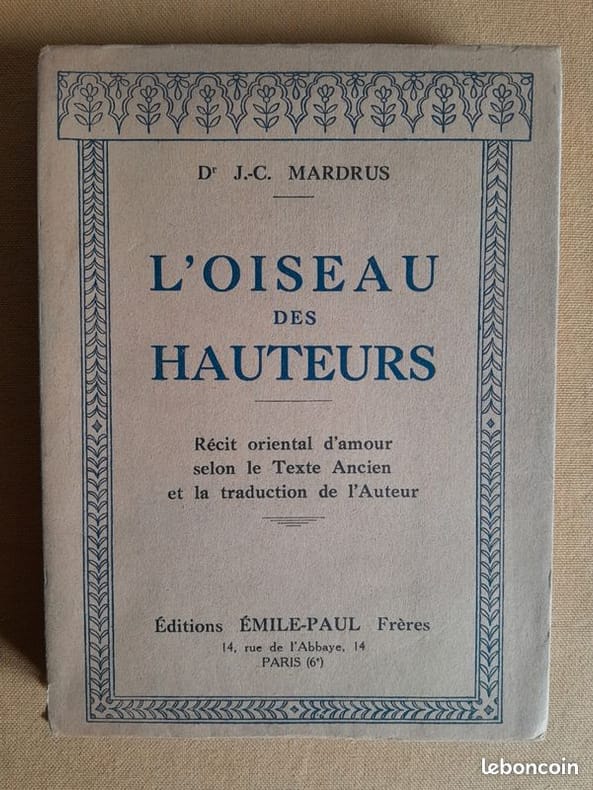 Dr J.-C. MARDRUS
L'OISEAU
DES
HAUTEURS
Récit oriental d'amour
selon le Texte Ancien
et la traduction de l'Auteur
Éditions ÉMILE-PAUL Frères
14, rue de l'Abbaye, 14
PARIS (6e)
leboncoin